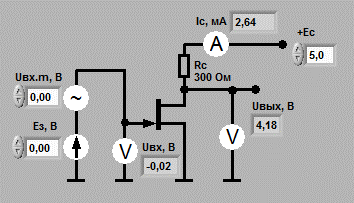 Iс, мА 2,64
+Ec
A
5,0
Uвх.m, В
Rc
300 Ом
0,00
~
Uвых, В
Eз, В
V
V
4,18
0,00
Uвх, В
-0,02